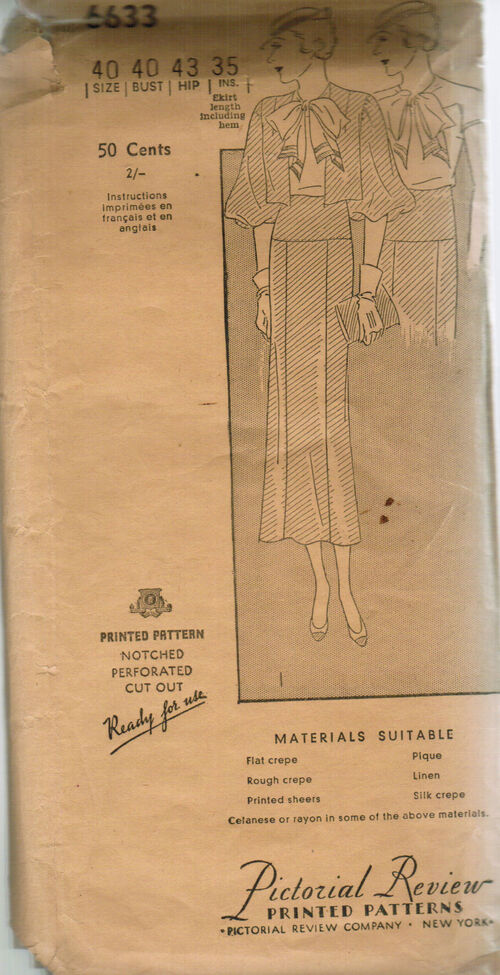 6633
40 40 43 35
SIZE BUST HIP INS.
Skirt
length
including
hem
50 Cents
2/-
Instructions
imprimées en
français et en
anglais
PRINTED PATTERN
NOTCHED
PERFORATED
CUT OUT
Ready for use
MATERIALS SUITABLE
Flat crepe Pique
Rough crepe Linen
Printed sheers Silk crepe
Celanese or rayon in some of the above materials.
Pictorial Review
PRINTED PATTERNS
• PICTORIAL REVIEW COMPANY • NEW YORK •